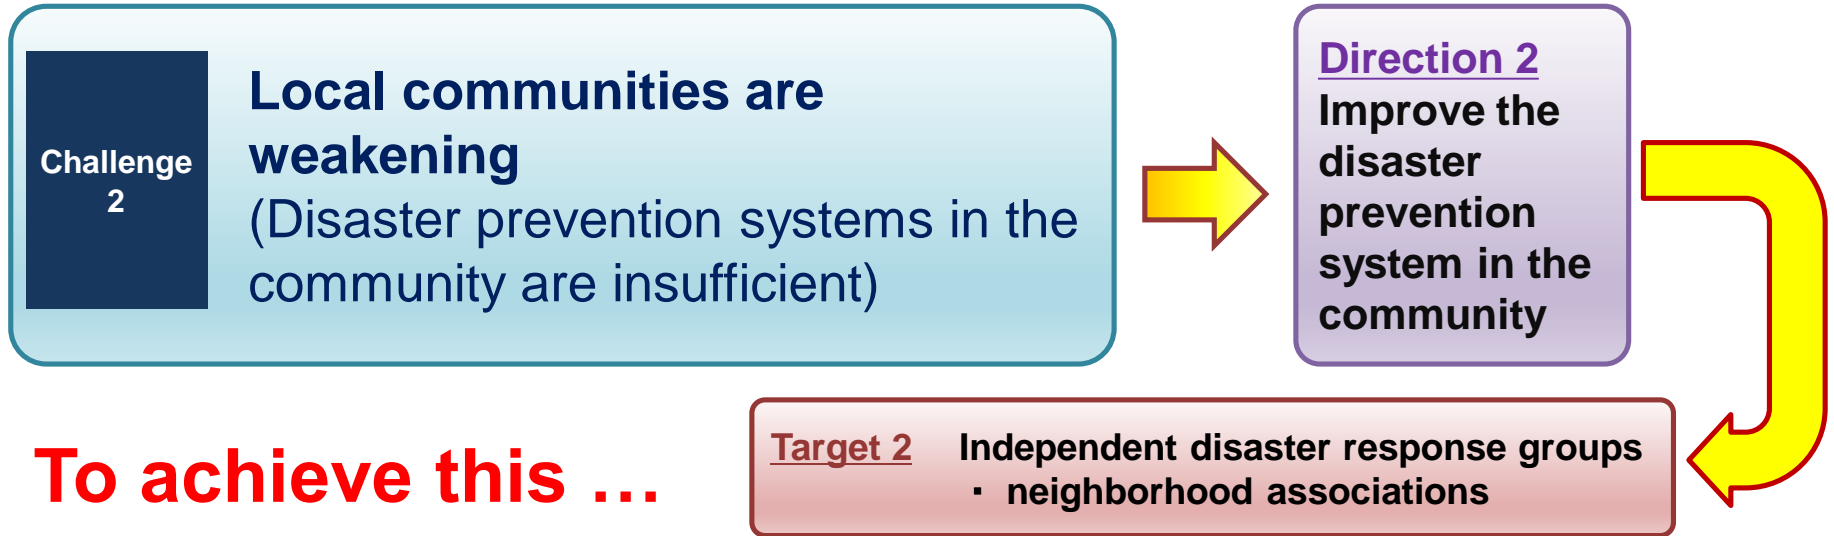 Challenge
2
Local communities are
weakening
(Disaster prevention systems in the
community are insufficient)
Direction 2
Improve the
disaster
prevention
system in the
community
To achieve this …
Target 2 Independent disaster response groups
・ neighborhood associations